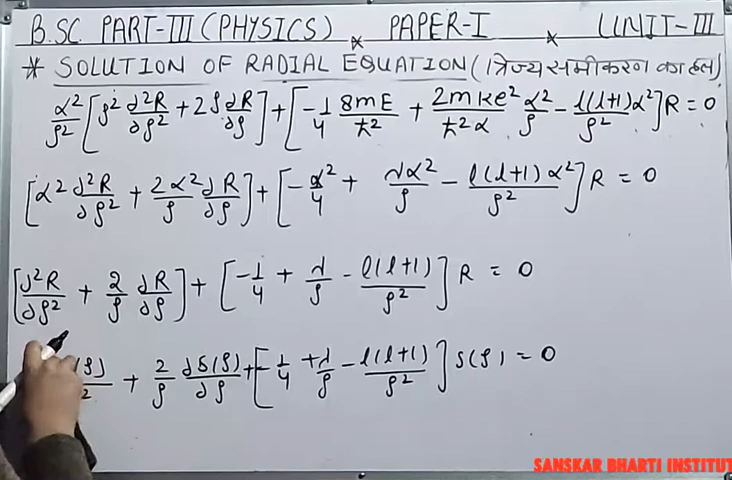 B.SC. PART-III (PHYSICS) * PAPER-I * UNIT-III
* SOLUTION OF RADIAL EQUATION (त्रिज्य समीकरण का हल)
α²/ρ² [ρ² ∂²R/∂ρ² + 2ρ ∂R/∂ρ] + [-1/4 8mE/ħ² + 2mke²/ħ²α α²/ρ - l(l+1)α²/ρ²] R = 0
[α² ∂²R/∂ρ² + 2α²/ρ ∂R/∂ρ] + [-α²/4 + λα²/ρ - l(l+1)α²/ρ²] R = 0
[∂²R/∂ρ² + 2/ρ ∂R/∂ρ] + [-1/4 + λ/ρ - l(l+1)/ρ²] R = 0
(ρ)/² + 2/ρ ∂S(ρ)/∂ρ + [-1/4 + λ/ρ - l(l+1)/ρ²] S(ρ) = 0
SANSKAR BHARTI INSTITUT